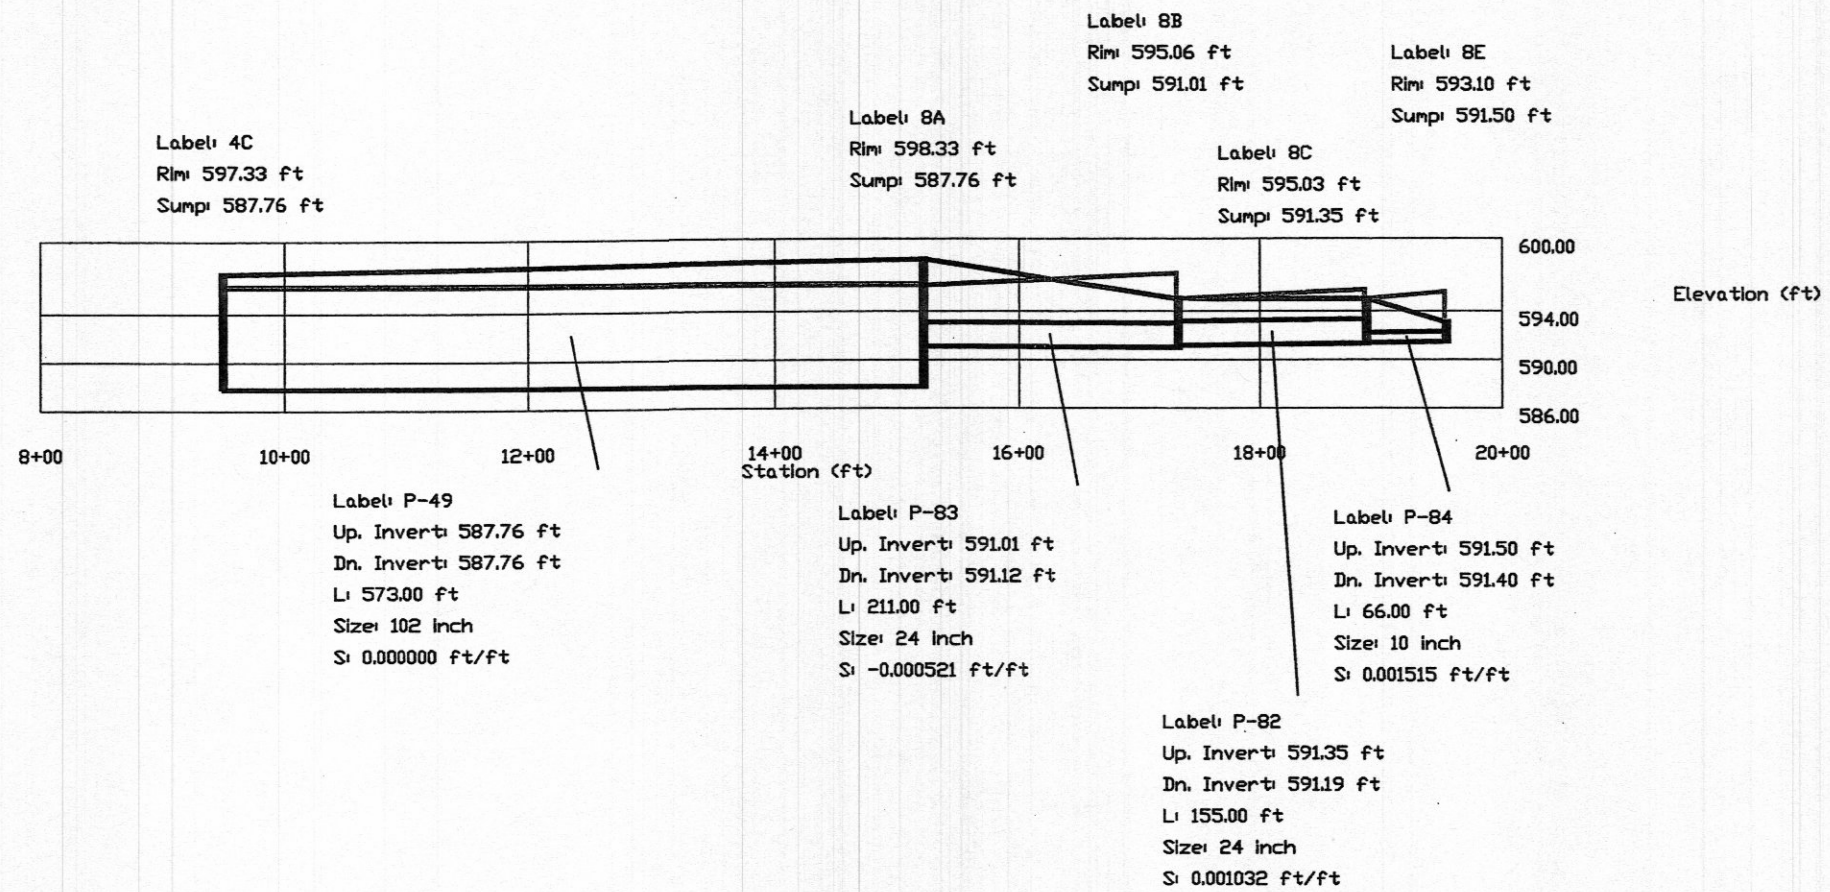 Label: 8B
Rim: 595.06 ft
Sump: 591.01 ft
Label: 8E
Rim: 593.10 ft
Sump: 591.50 ft
Label: 8A
Rim: 598.33 ft
Sump: 587.76 ft
Label: 4C
Rim: 597.33 ft
Sump: 587.76 ft
Label: 8C
Rim: 595.03 ft
Sump: 591.35 ft
600.00
594.00
590.00
586.00
Elevation (ft)
8+00 10+00 12+00 14+00 16+00 18+00 20+00
Station (ft)
Label: P-49
Up. Invert: 587.76 ft
Dn. Invert: 587.76 ft
L: 573.00 ft
Size: 102 inch
S: 0.000000 ft/ft
Label: P-83
Up. Invert: 591.01 ft
Dn. Invert: 591.12 ft
L: 211.00 ft
Size: 24 inch
S: -0.000521 ft/ft
Label: P-84
Up. Invert: 591.50 ft
Dn. Invert: 591.40 ft
L: 66.00 ft
Size: 10 inch
S: 0.001515 ft/ft
Label: P-82
Up. Invert: 591.35 ft
Dn. Invert: 591.19 ft
L: 155.00 ft
Size: 24 inch
S: 0.001032 ft/ft